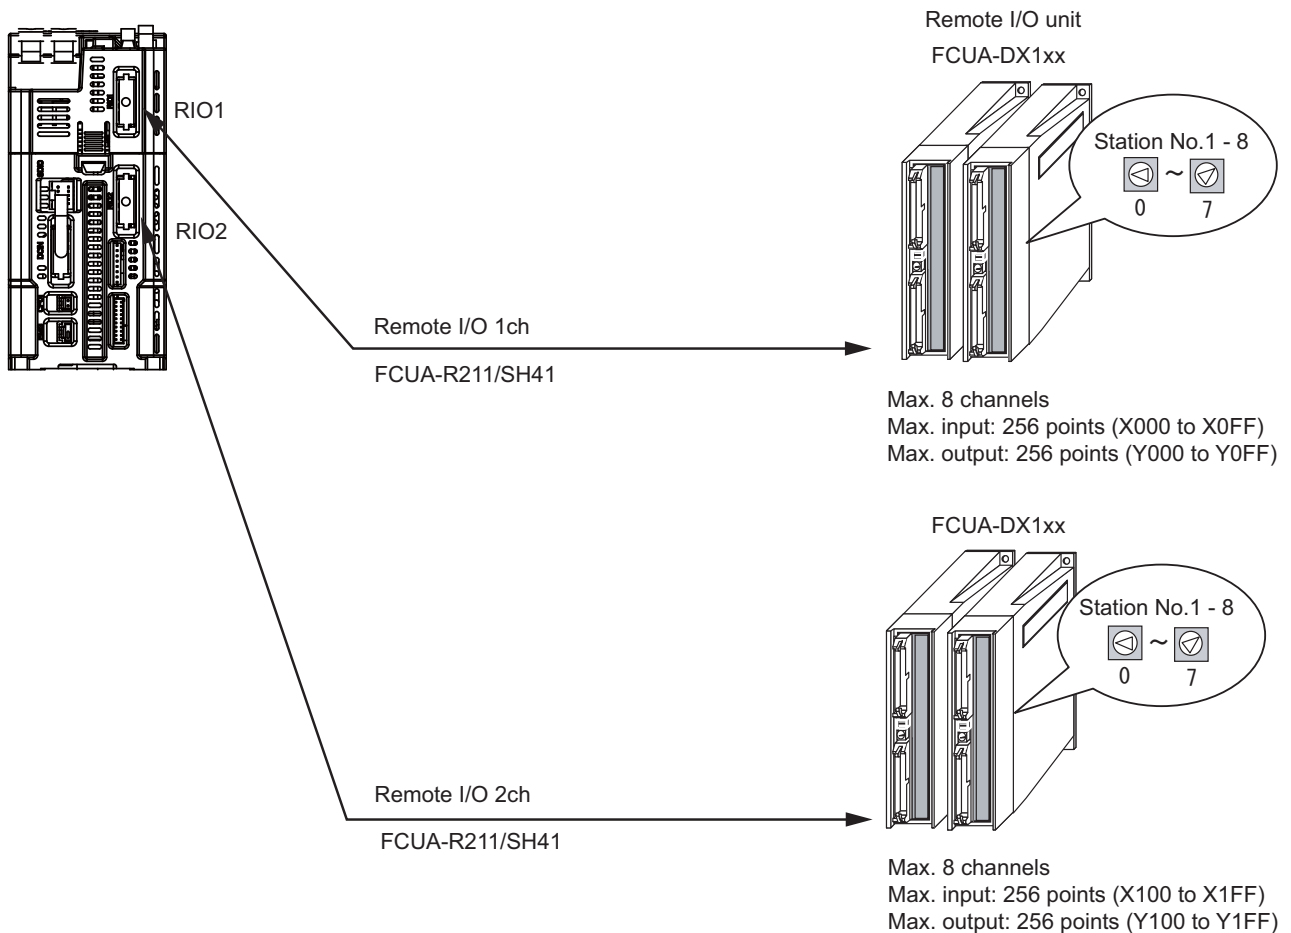 Remote I/O unit
FCUA-DX1xx
RIO1
Station No.1 - 8
~
0 7
RIO2
Remote I/O 1ch
FCUA-R211/SH41
Max. 8 channels
Max. input: 256 points (X000 to X0FF)
Max. output: 256 points (Y000 to Y0FF)
FCUA-DX1xx
Station No.1 - 8
~
0 7
Remote I/O 2ch
FCUA-R211/SH41
Max. 8 channels
Max. input: 256 points (X100 to X1FF)
Max. output: 256 points (Y100 to Y1FF)